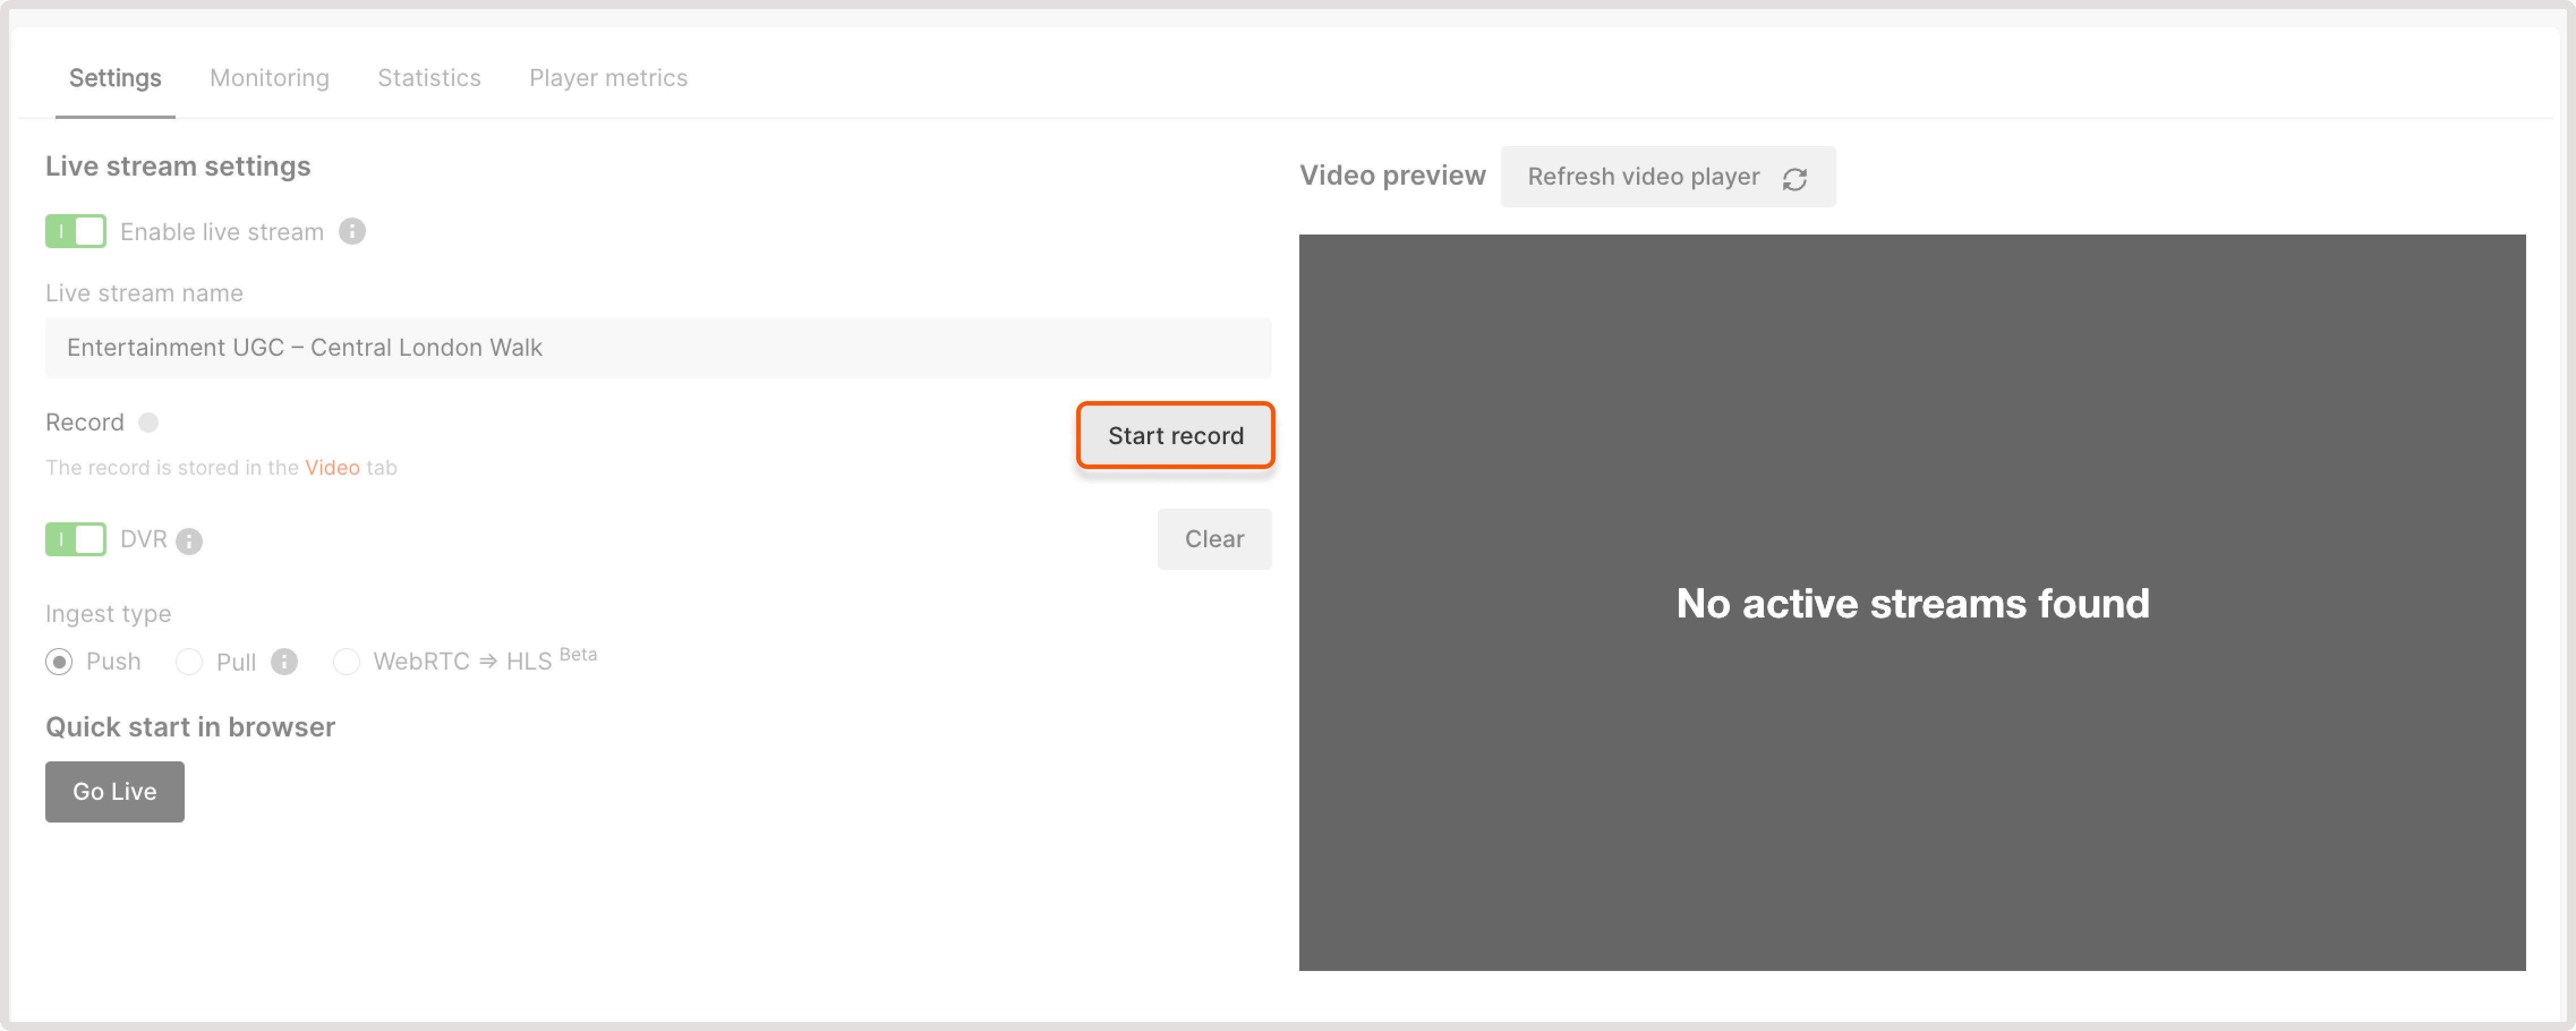 Settings Monitoring Statistics Player metrics
Live stream settings
Enable live stream
Live stream name
Entertainment UGC – Central London Walk
Record
Start record
The record is stored in the Video tab
DVR
Clear
Ingest type
Push Pull WebRTC ⇒ HLS Beta
Quick start in browser
Go Live
Video preview
Refresh video player
No active streams found